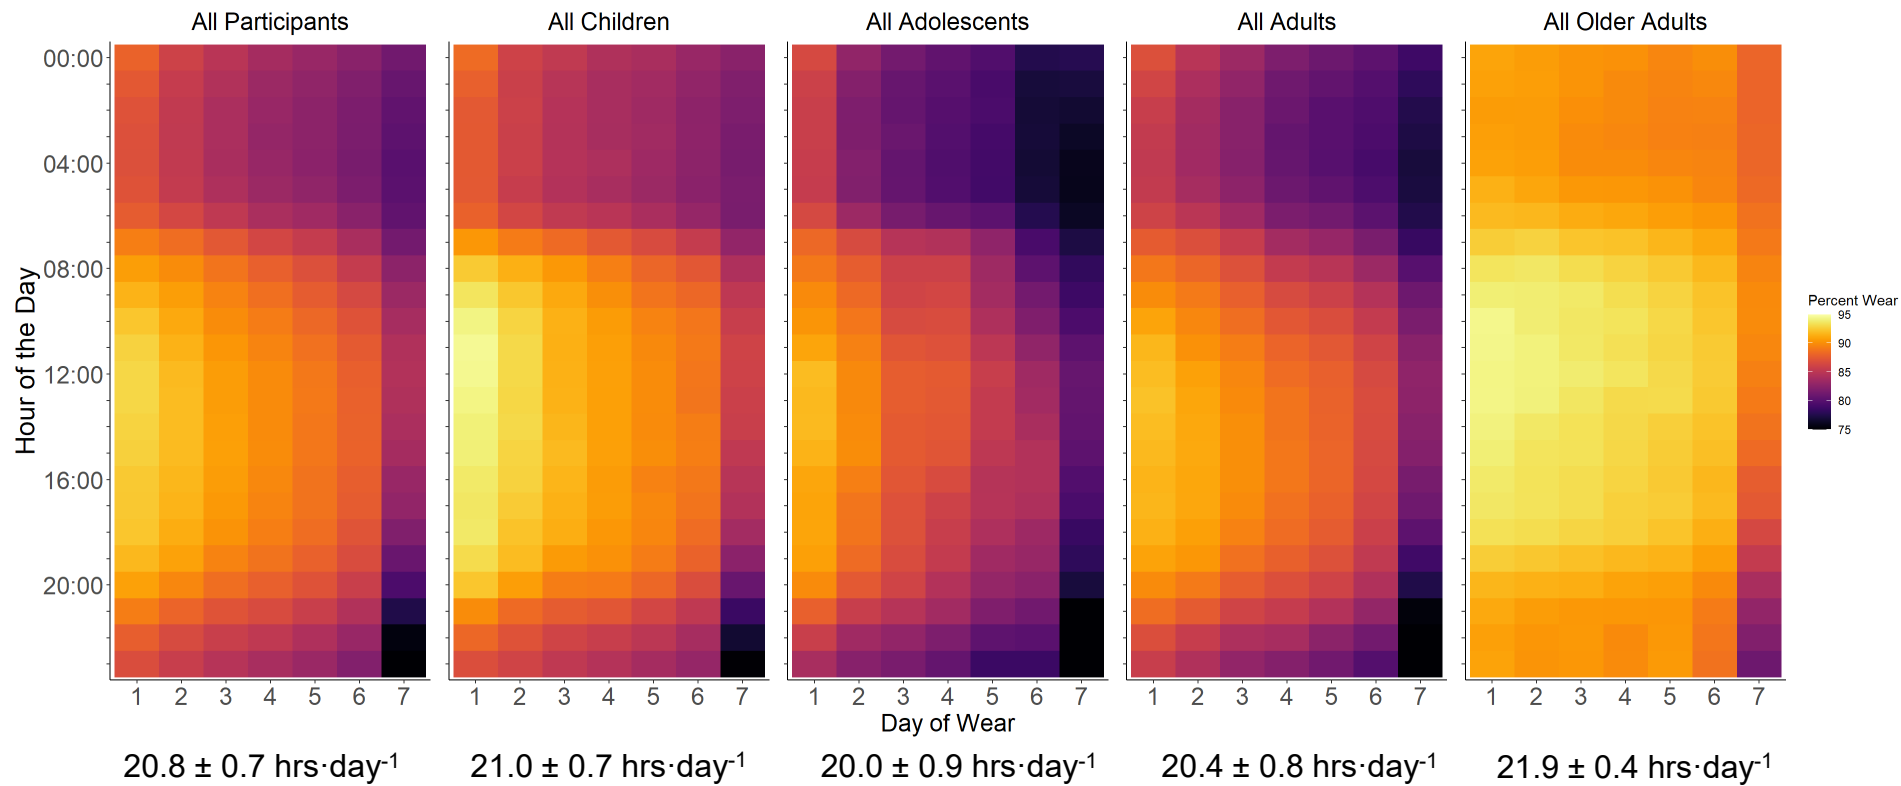 All Participants
All Children
All Adolescents
All Adults
All Older Adults
Hour of the Day
00:00
04:00
08:00
12:00
16:00
20:00
1 2 3 4 5 6 7
1 2 3 4 5 6 7
1 2 3 4 5 6 7
1 2 3 4 5 6 7
1 2 3 4 5 6 7
Day of Wear
Percent Wear
95
90
85
80
75
20.8 ± 0.7 hrs·day⁻¹
21.0 ± 0.7 hrs·day⁻¹
20.0 ± 0.9 hrs·day⁻¹
20.4 ± 0.8 hrs·day⁻¹
21.9 ± 0.4 hrs·day⁻¹